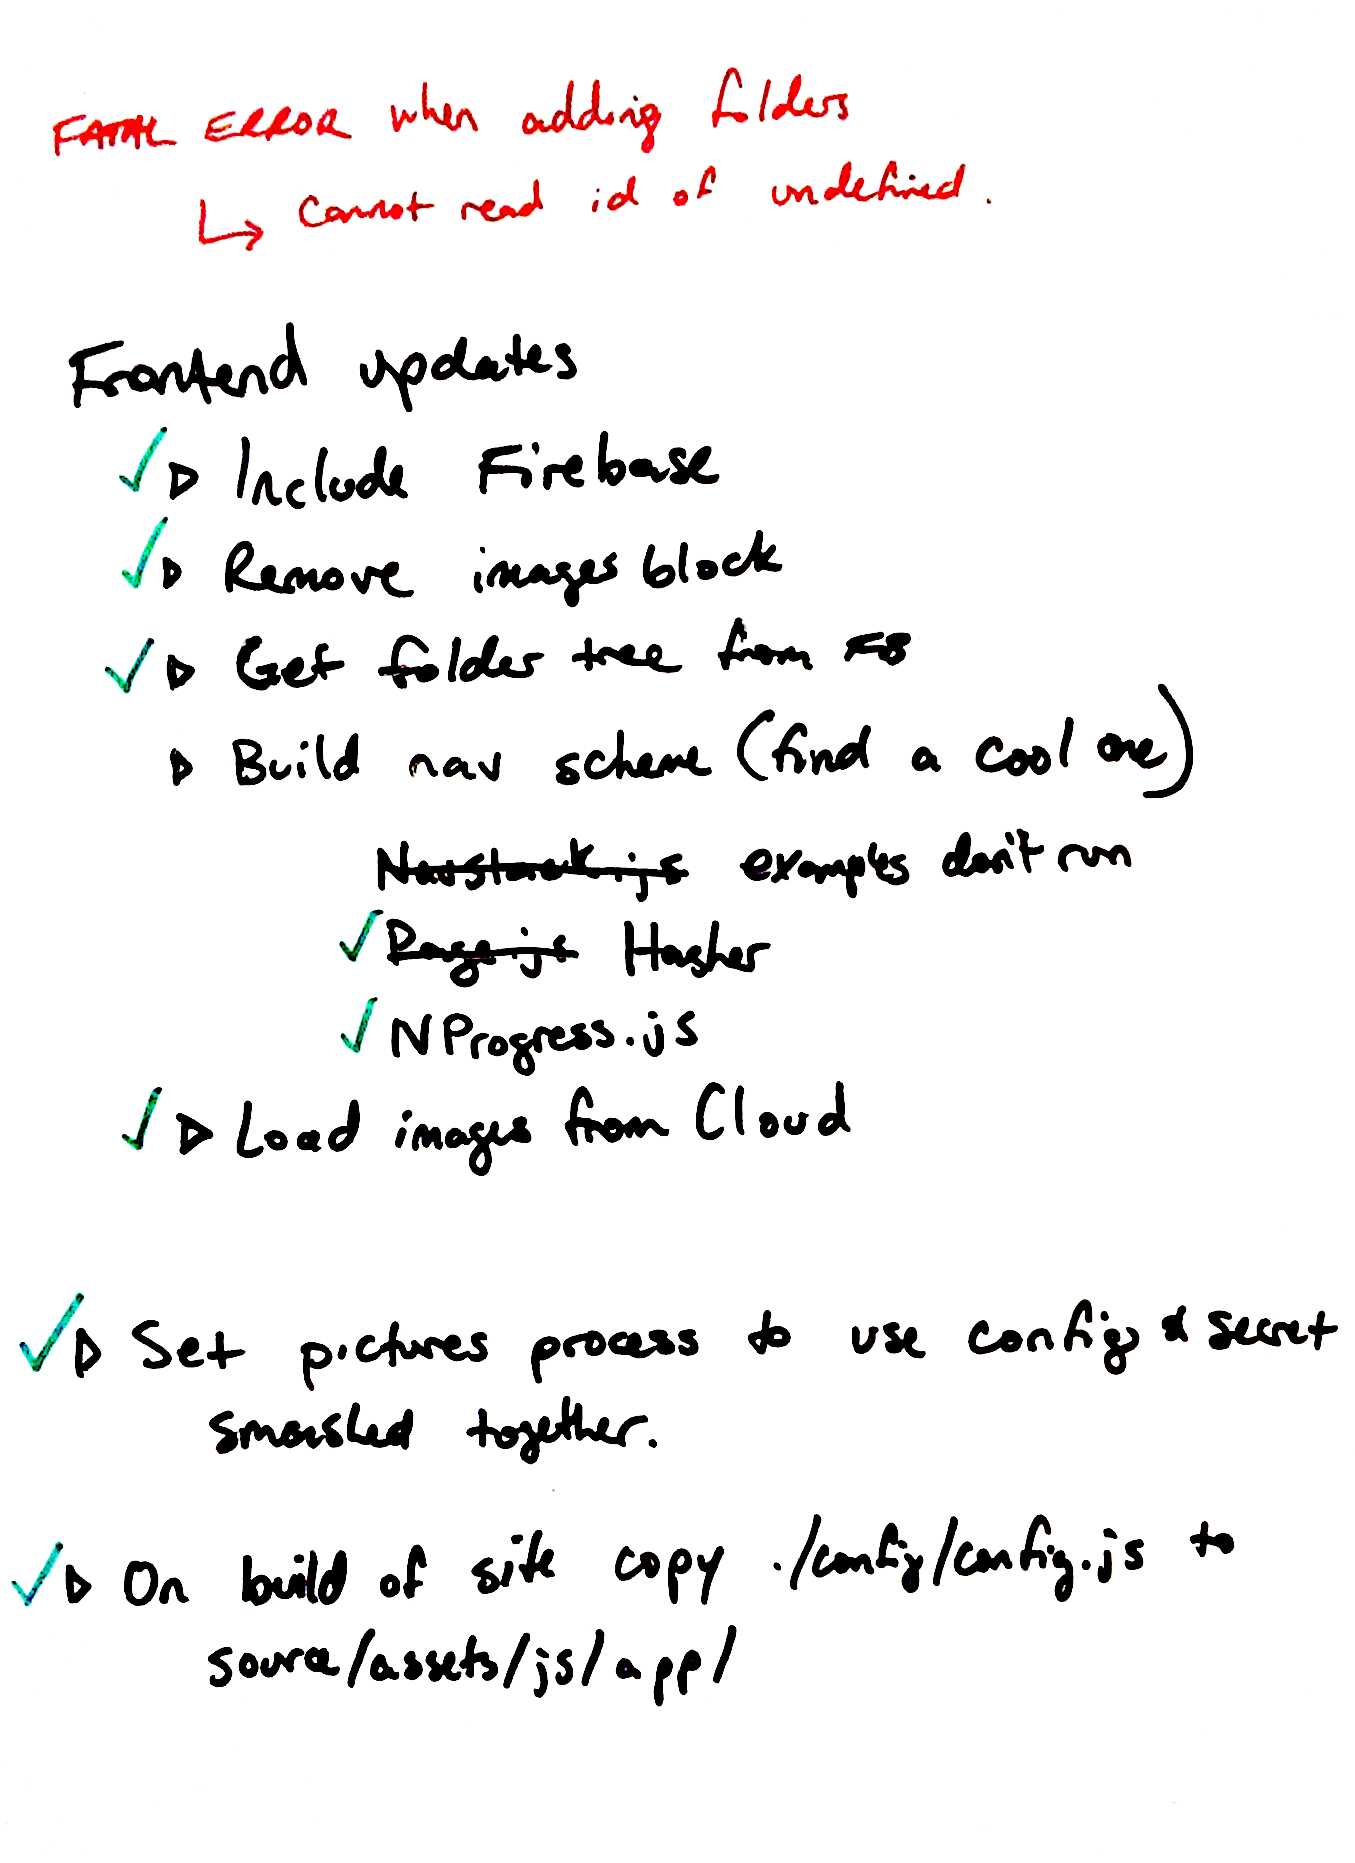 FATAL ERROR when adding folders
↳ Cannot read id of undefined.
Frontend updates
✓ ▷ Include Firebase
✓ ▷ Remove images block
✓ ▷ Get folder tree from FB
▷ Build nav scheme (find a cool one)
Navstack.js examples don't run
✓ Page.js Hasher
✓ NProgress.js
✓ ▷ Load images from Cloud
✓ ▷ Set pictures process to use config & secret
smashed together.
✓ ▷ On build of site copy ./config/config.js to
source/assets/js/app/